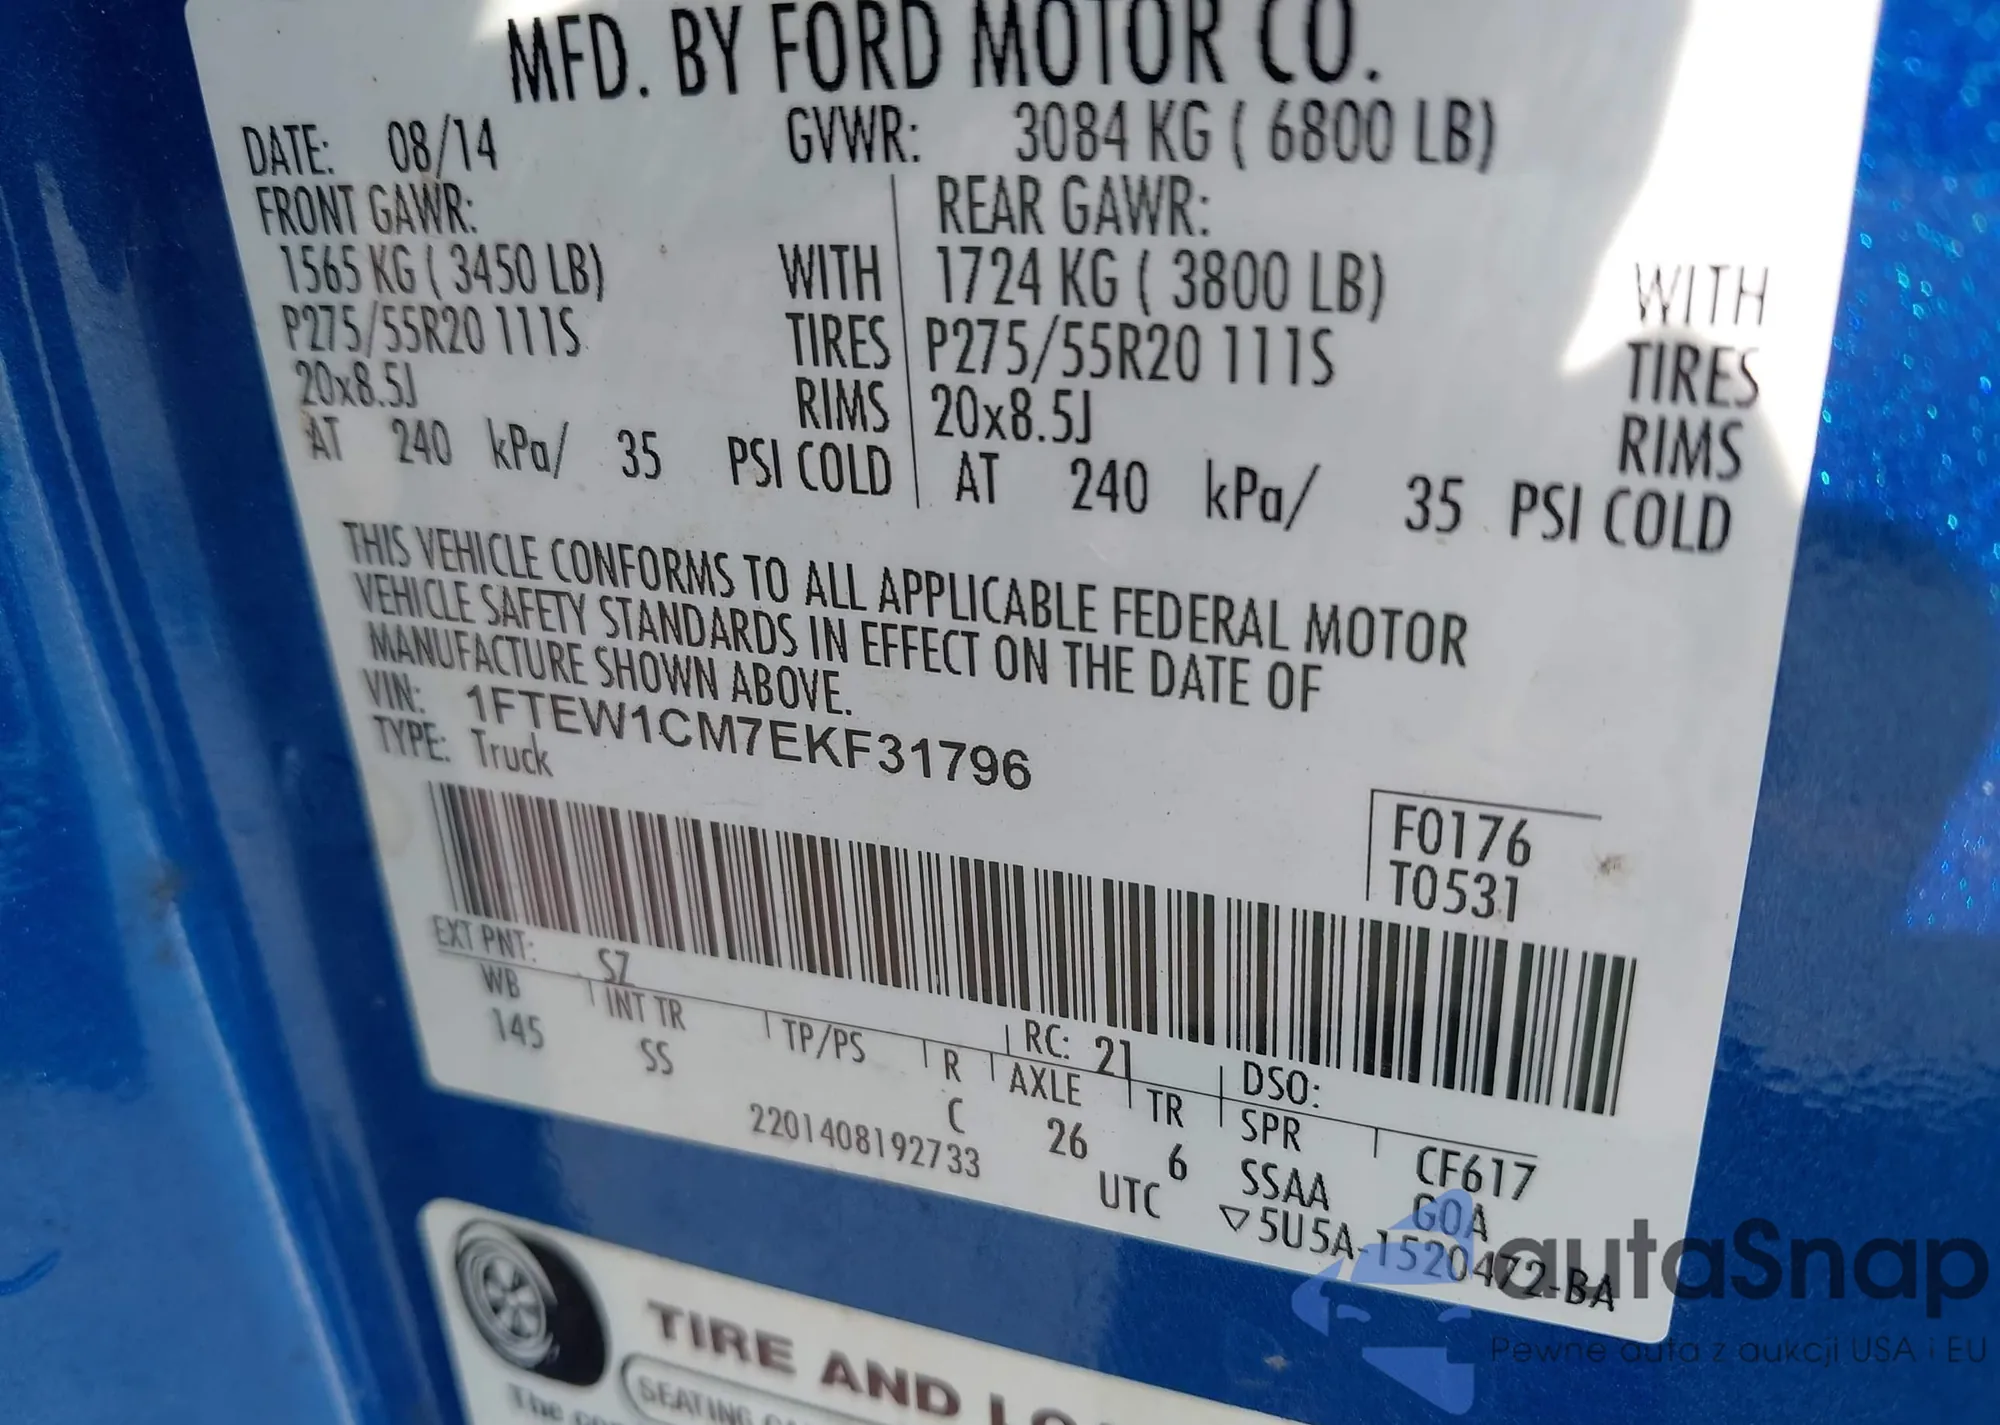 MFD. BY FORD MOTOR CO.
DATE: 08/14 GVWR: 3084 KG ( 6800 LB)
FRONT GAWR: REAR GAWR:
1565 KG ( 3450 LB) WITH 1724 KG ( 3800 LB) WITH
P275/55R20 111S TIRES P275/55R20 111S TIRES
20x8.5J RIMS 20x8.5J RIMS
AT 240 kPa/ 35 PSI COLD AT 240 kPa/ 35 PSI COLD
THIS VEHICLE CONFORMS TO ALL APPLICABLE FEDERAL MOTOR
VEHICLE SAFETY STANDARDS IN EFFECT ON THE DATE OF
MANUFACTURE SHOWN ABOVE.
VIN: 1FTEW1CM7EKF31796
TYPE: Truck
F0176
T0531
EXT PNT: SZ RC: 21 DSO:
WB INT TR TP/PS R AXLE TR SPR CF617
145 SS C 26 6 SSAA GOA
2201408192733 UTC ▽5U5A-1520472-BA
TIRE AND
SEATING
The
autaSnap
Pewne auta z aukcji USA i EU